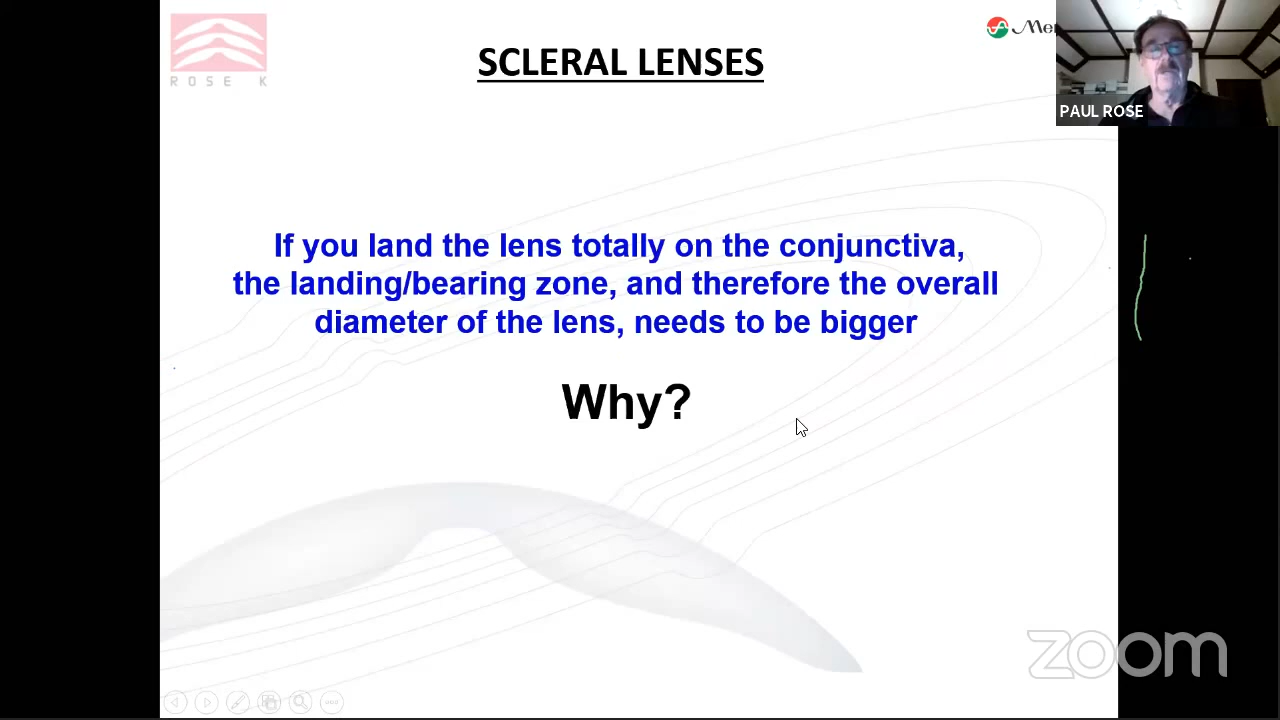 ROSE K
SCLERAL LENSES
PAUL ROSE
If you land the lens totally on the conjunctiva,
the landing/bearing zone, and therefore the overall
diameter of the lens, needs to be bigger
Why?
zoom